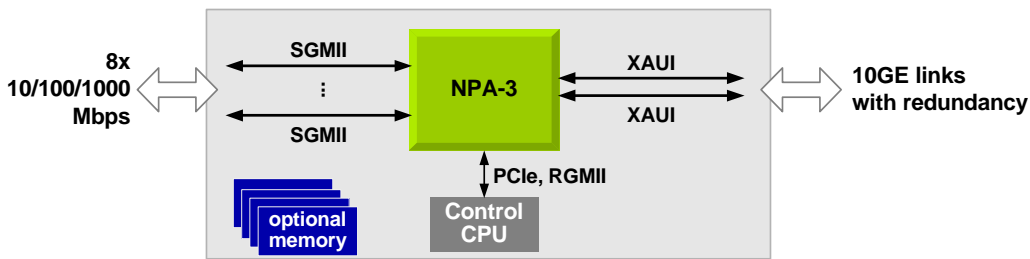 8x
10/100/1000
Mbps
SGMII
⋮
SGMII
NPA-3
XAUI
XAUI
10GE links
with redundancy
PCIe, RGMII
Control
CPU
optional
memory